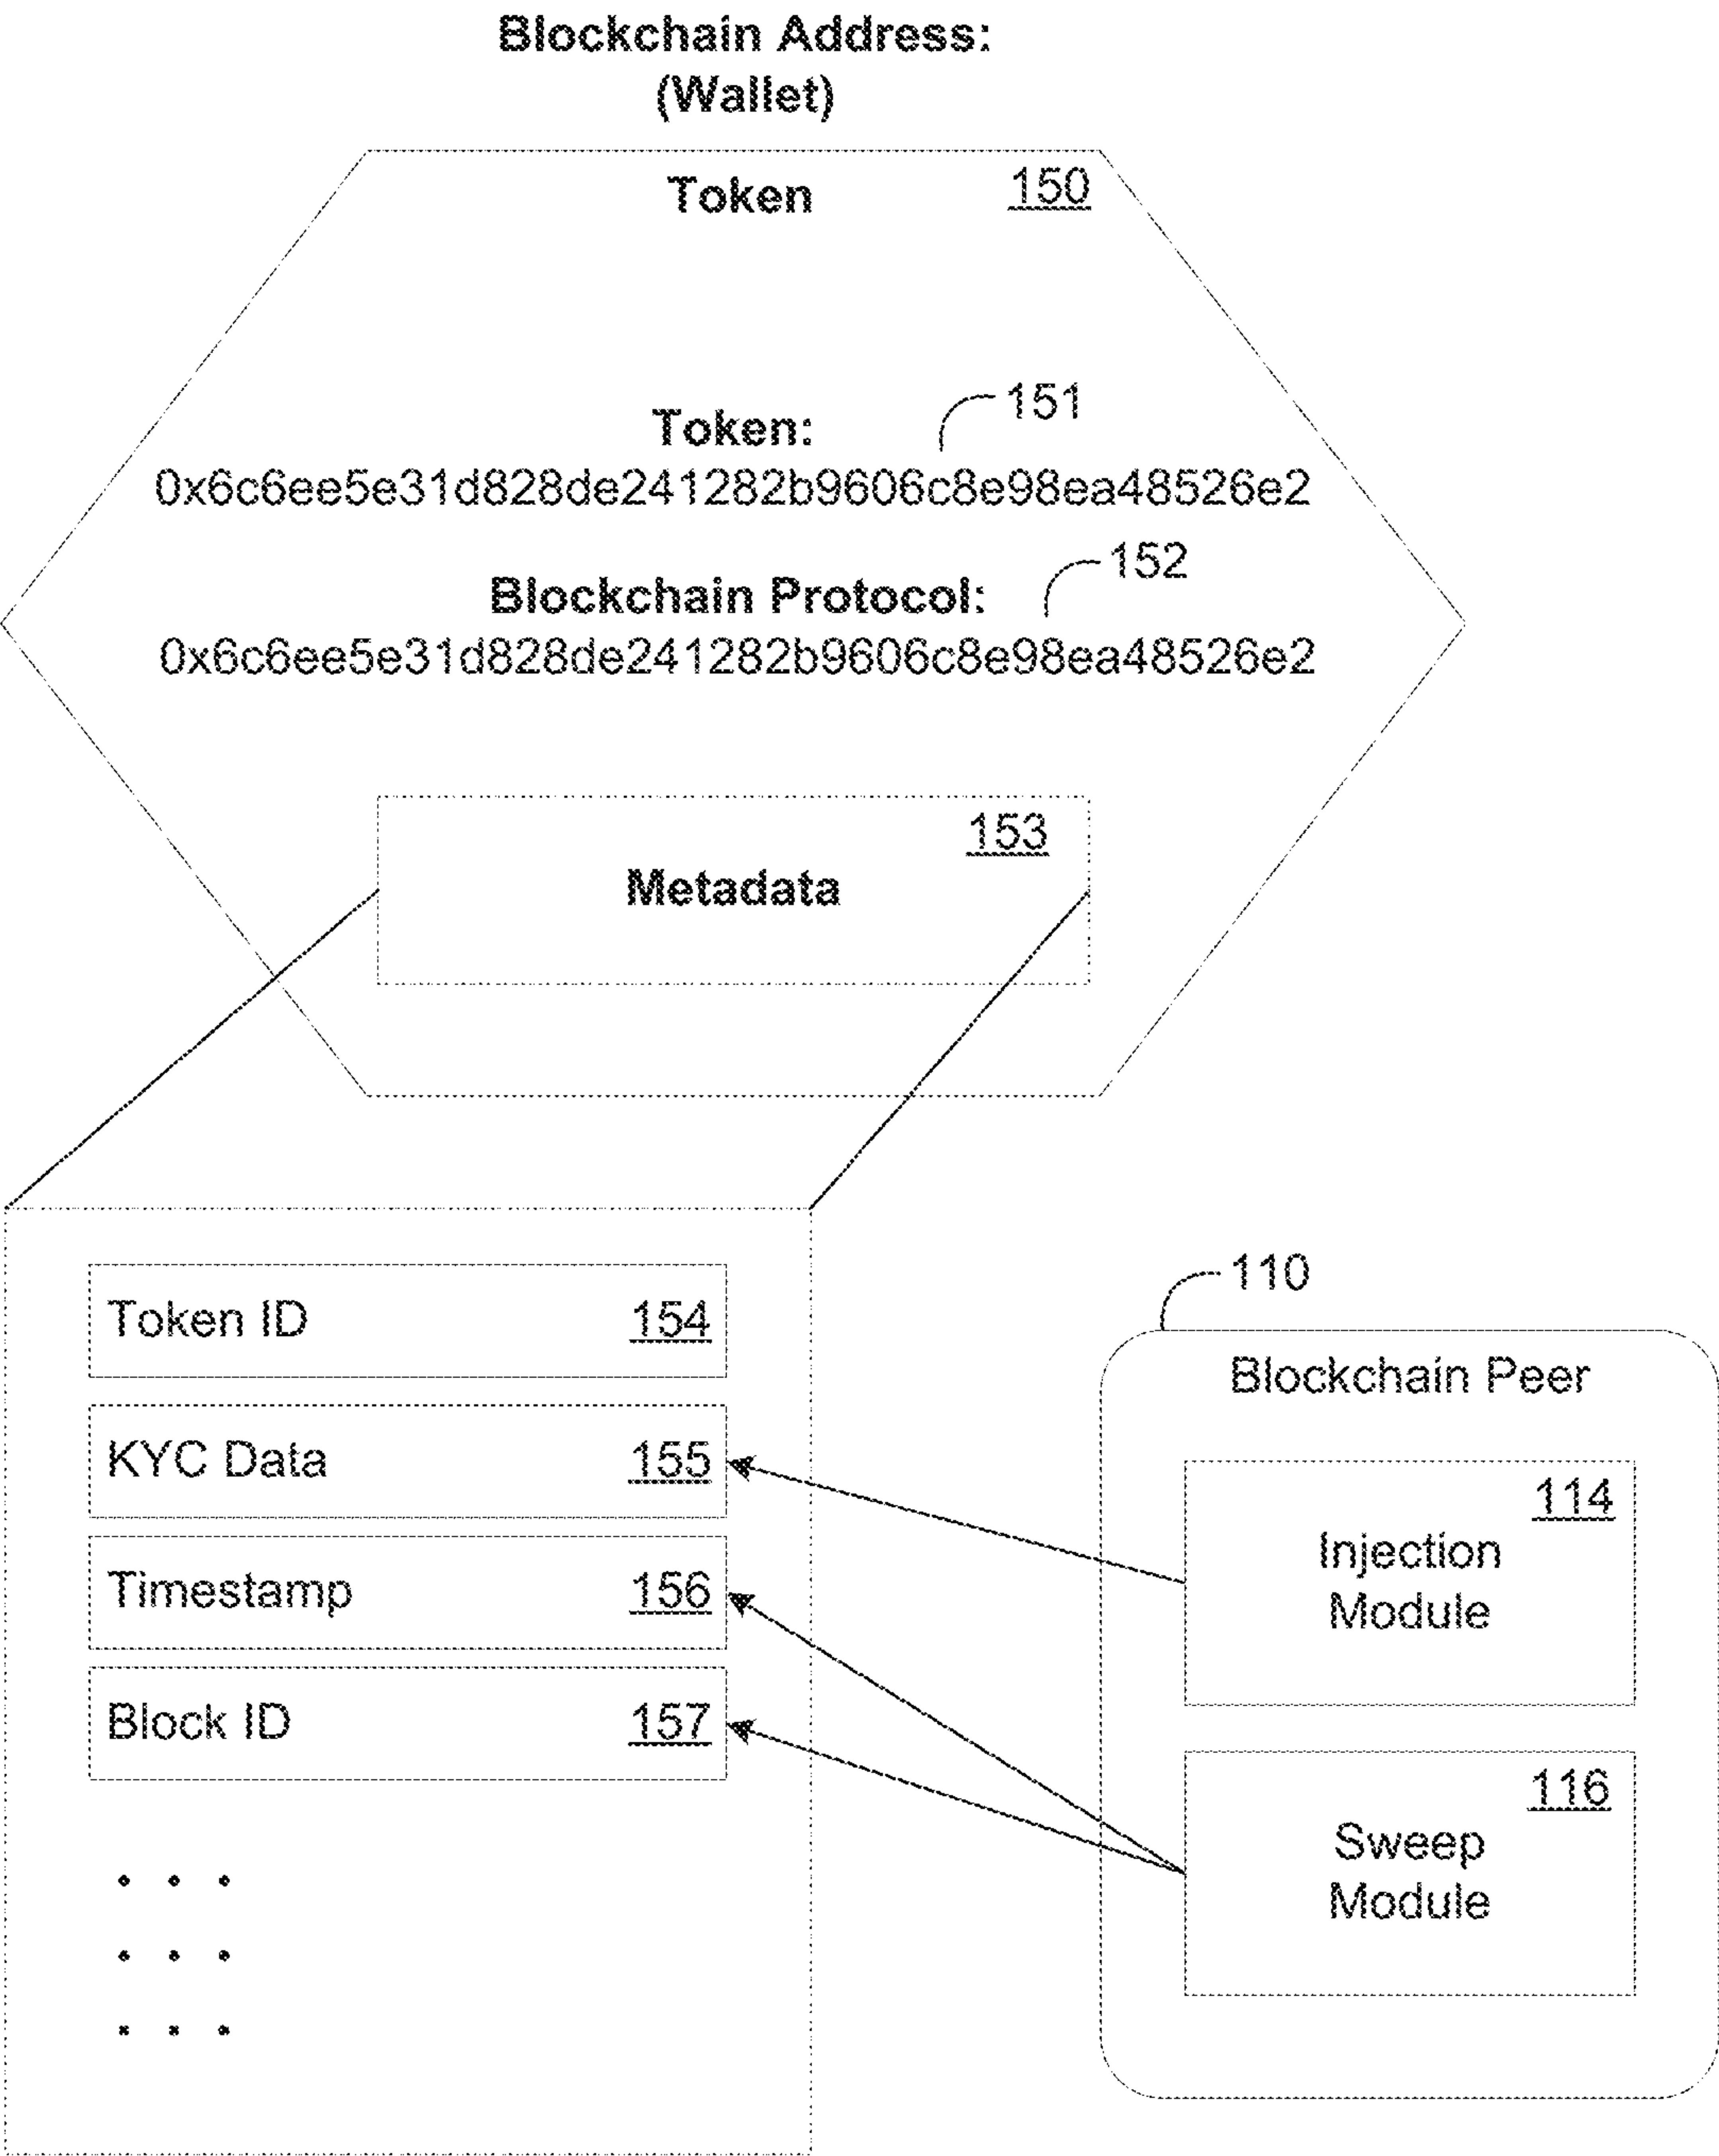 Blockchain Address:
(Wallet)
Token 150
151
Token:
0x6c6ee5e31d828de241282b9606c8e98ea48526e2
152
Blockchain Protocol:
0x6c6ee5e31d828de241282b9606c8e98ea48526e2
153
Metadata
Token ID 154
KYC Data 155
Timestamp 156
Block ID 157
110
Blockchain Peer
114
Injection
Module
116
Sweep
Module